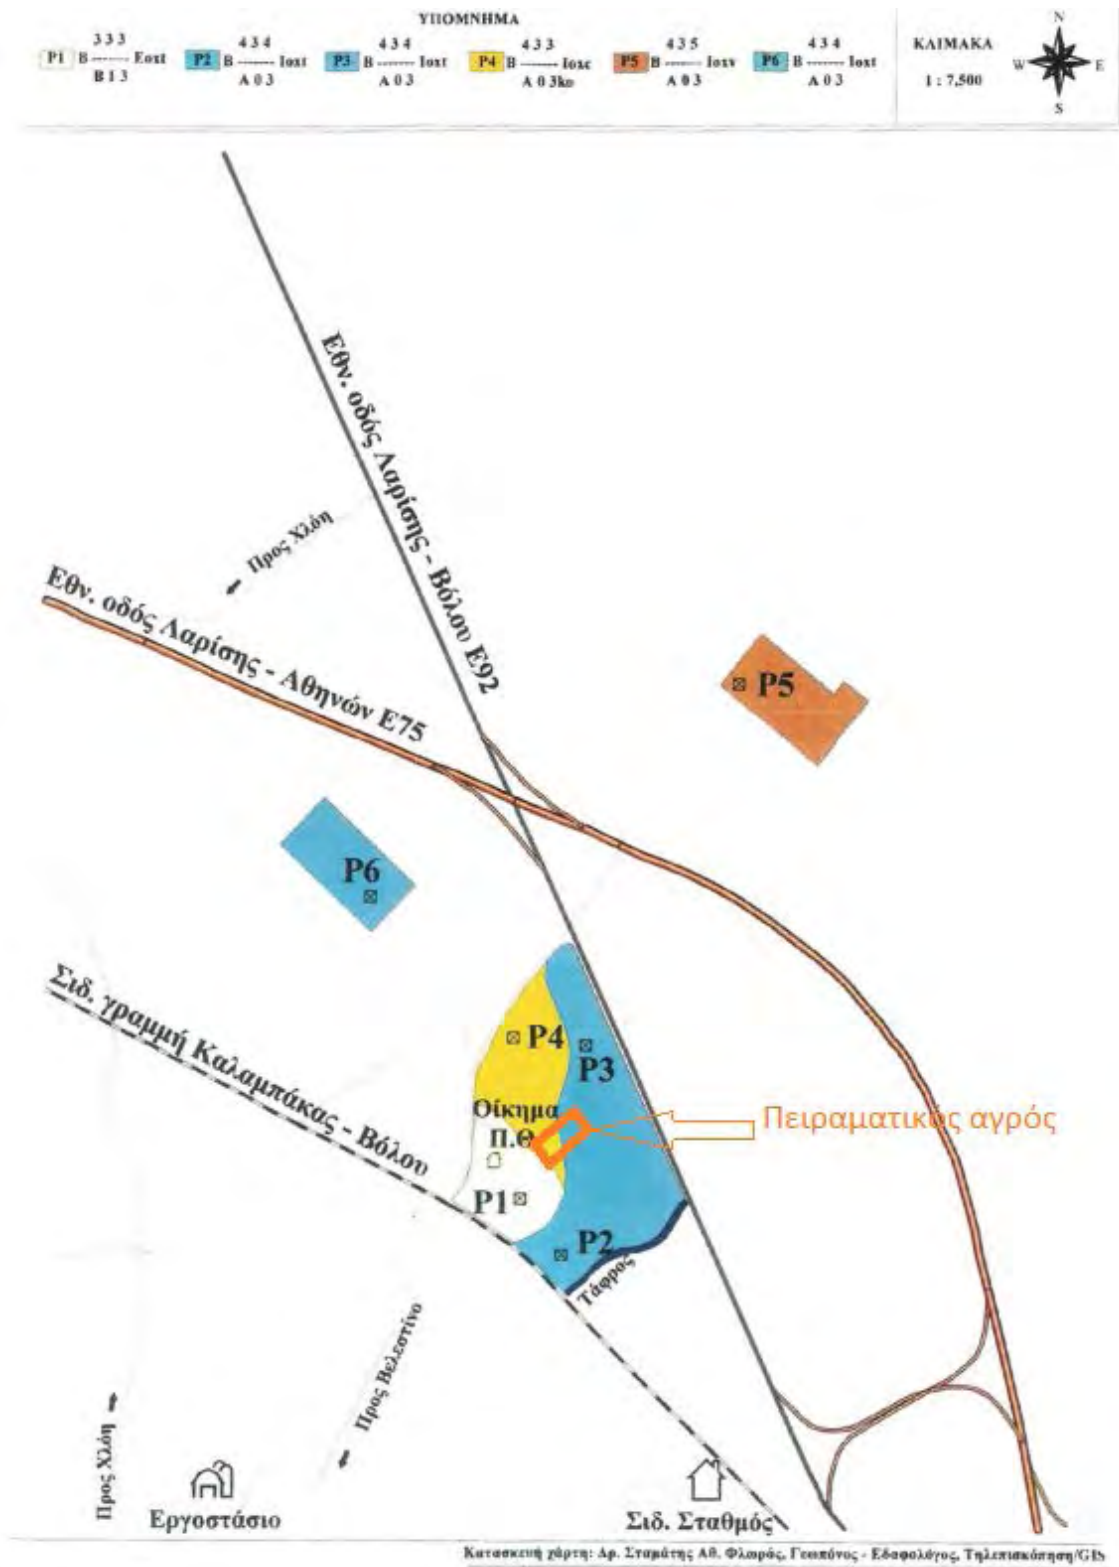 ΥΠΟΜΝΗΜΑ
P1 B 333 / B13 Eoxt
P2 B 434 / A03 Ioxt
P3 B 434 / A03 Ioxt
P4 B 433 / A03ko Ioxc
P5 B 435 / A03 Ioxv
P6 B 434 / A03 Ioxt
ΚΛΙΜΑΚΑ
1 : 7,500
N
W E
S
Εθν. οδός Λαρίσης - Βόλου Ε92
Προς Χλόη
Εθν. οδός Λαρίσης - Αθηνών Ε75
P5
P6
Σιδ. γραμμή Καλαμπάκας - Βόλου
P4
P3
Οίκημα
Π.Θ
Πειραματικός αγρός
P1
P2
Τάφρος
Προς Βελεστίνο
Προς Χλόη
Εργοστάσιο
Σιδ. Σταθμός
Κατασκευή χάρτη: Δρ. Σταμάτης Αθ. Φλωράς, Γεωπόνος - Εδαφολόγος, Τηλεπισκόπηση/GIS